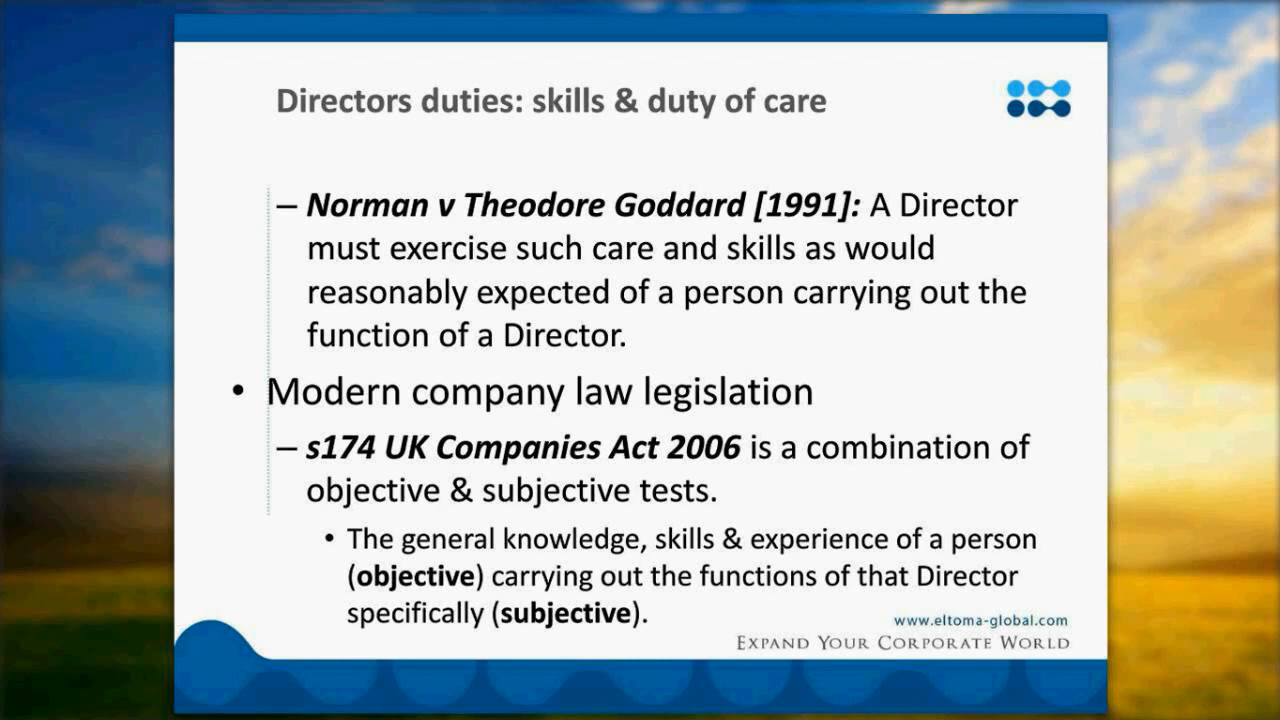 Directors duties: skills & duty of care
– Norman v Theodore Goddard [1991]: A Director
must exercise such care and skills as would
reasonably expected of a person carrying out the
function of a Director.
• Modern company law legislation
– s174 UK Companies Act 2006 is a combination of
objective & subjective tests.
• The general knowledge, skills & experience of a person
(objective) carrying out the functions of that Director
specifically (subjective).
www.eltoma-global.com
EXPAND YOUR CORPORATE WORLD